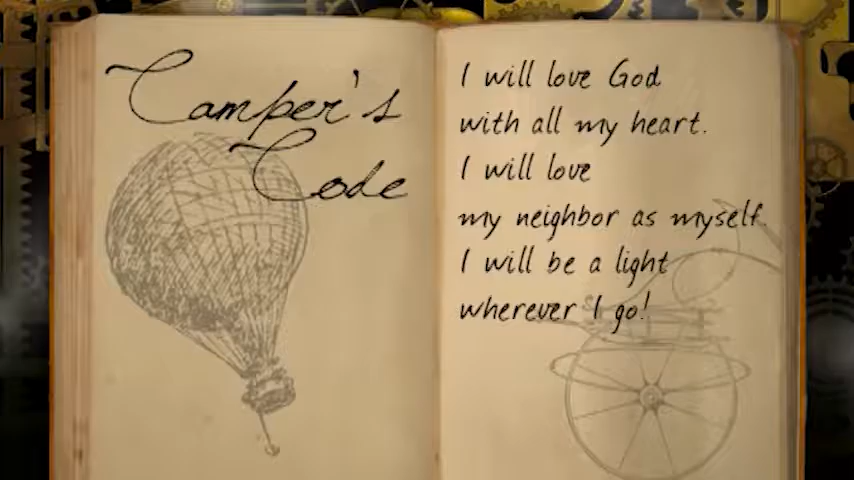 Camper's
Code
I will love God
with all my heart.
I will love
my neighbor as myself.
I will be a light
wherever I go!